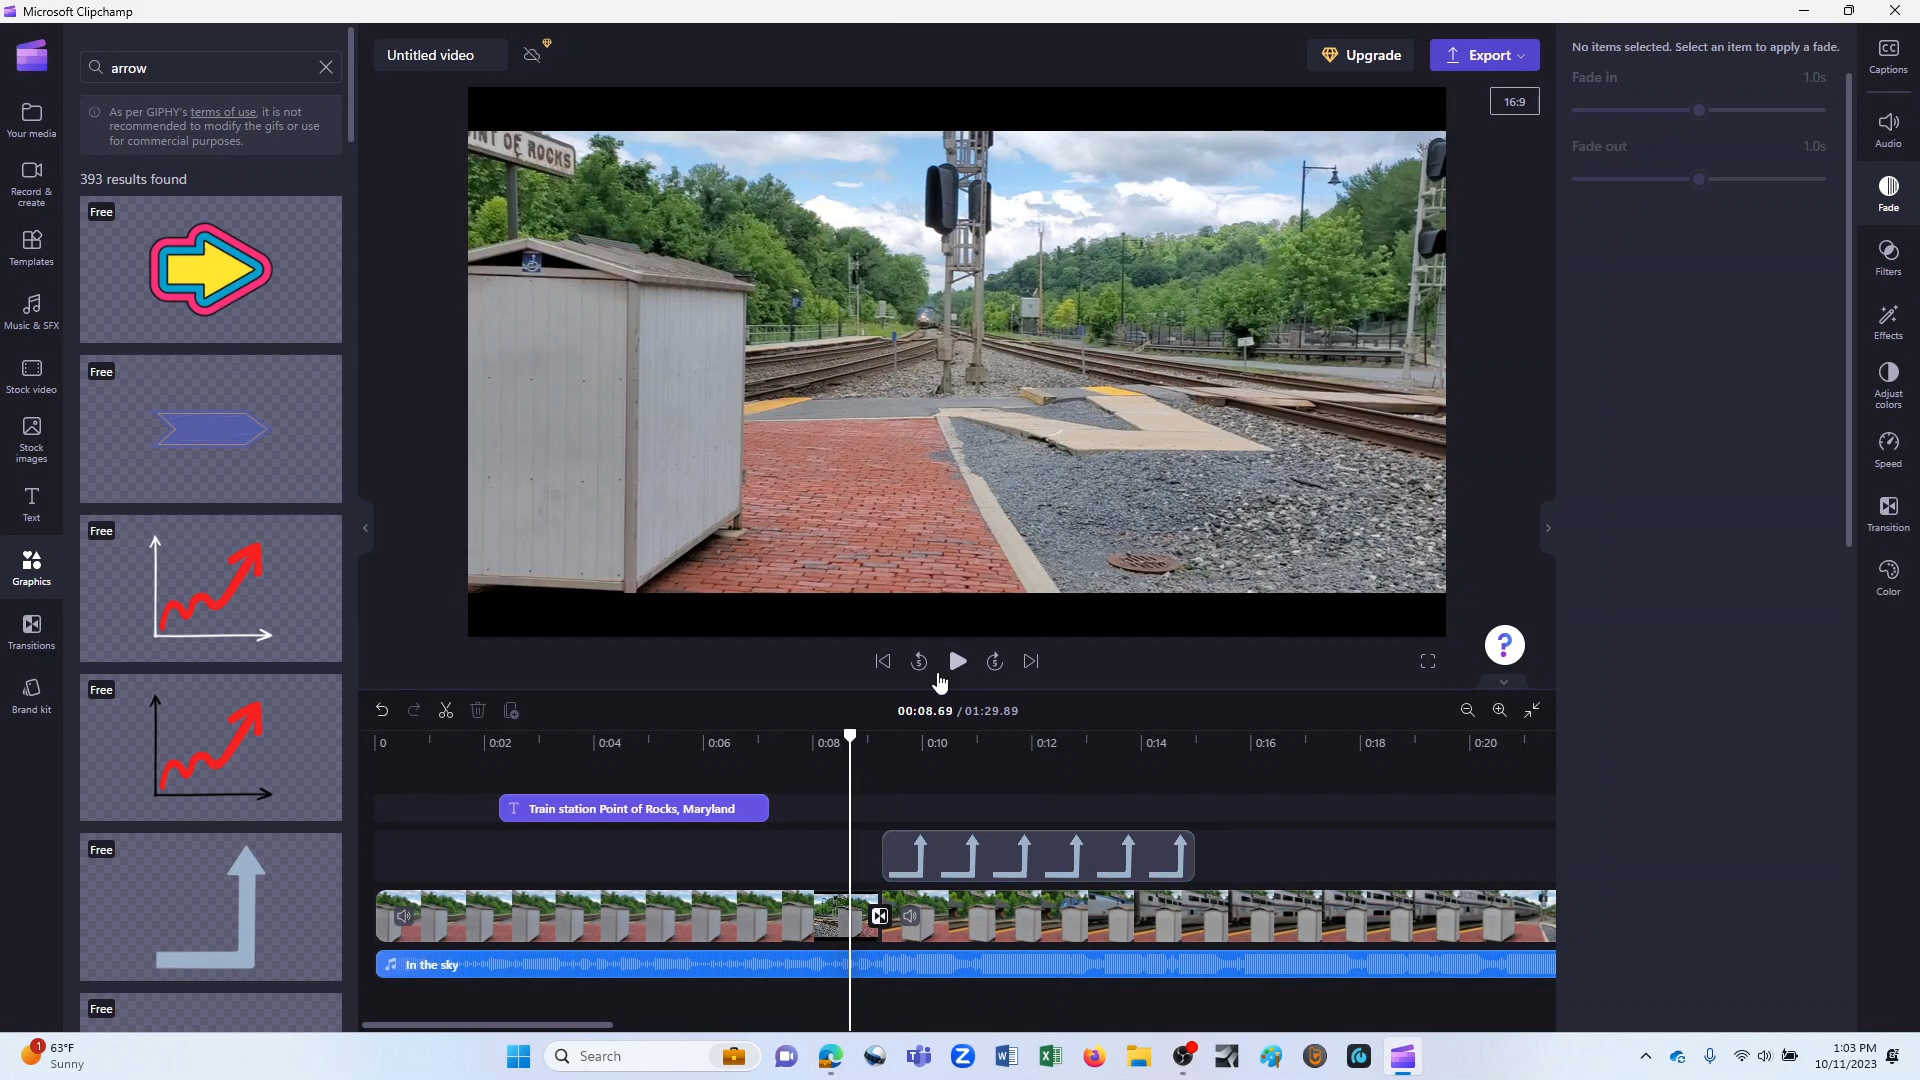 Microsoft Clipchamp
arrow
As per GIPHY's terms of use, it is not
recommended to modify the gifs or use
for commercial purposes.
393 results found
Free
Free
Free
Free
Free
Free
Your media
Record &
create
Templates
Music & SFX
Stock video
Stock
images
Text
Graphics
Transitions
Brand kit
Untitled video
Upgrade
Export
16:9
INT OF ROCKS
5
5
?
00:08.69 / 01:29.89
0
0:02
0:04
0:06
0:08
0:10
0:12
0:14
0:16
0:18
0:20
T Train station Point of Rocks, Maryland
In the sky
No items selected. Select an item to apply a fade.
Fade in 1.0s
Fade out 1.0s
CC
Captions
Audio
Fade
Filters
Effects
Adjust
colors
Speed
Transition
Color
1
63°F
Sunny
Search
1:03 PM
10/11/2023